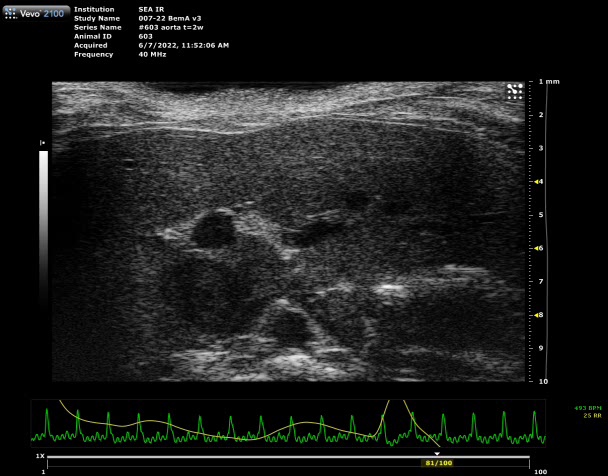 Vevo 2100
Institution SEA IR
Study Name 007-22 BemA v3
Series Name #603 aorta t=2w
Animal ID 603
Acquired 6/7/2022, 11:52:06 AM
Frequency 40 MHz
1 mm
2
3
4
5
6
7
8
9
10
493 BPM
25 RR
1X
81/100
1
100